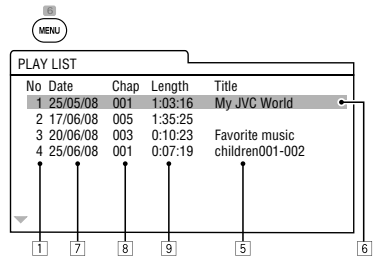 6
MENU
PLAY LIST
No Date Chap Length Title
1 25/05/08 001 1:03:16 My JVC World
2 17/06/08 005 1:35:25
3 20/06/08 003 0:10:23 Favorite music
4 25/06/08 001 0:07:19 children001-002
1 7 8 9 5 6